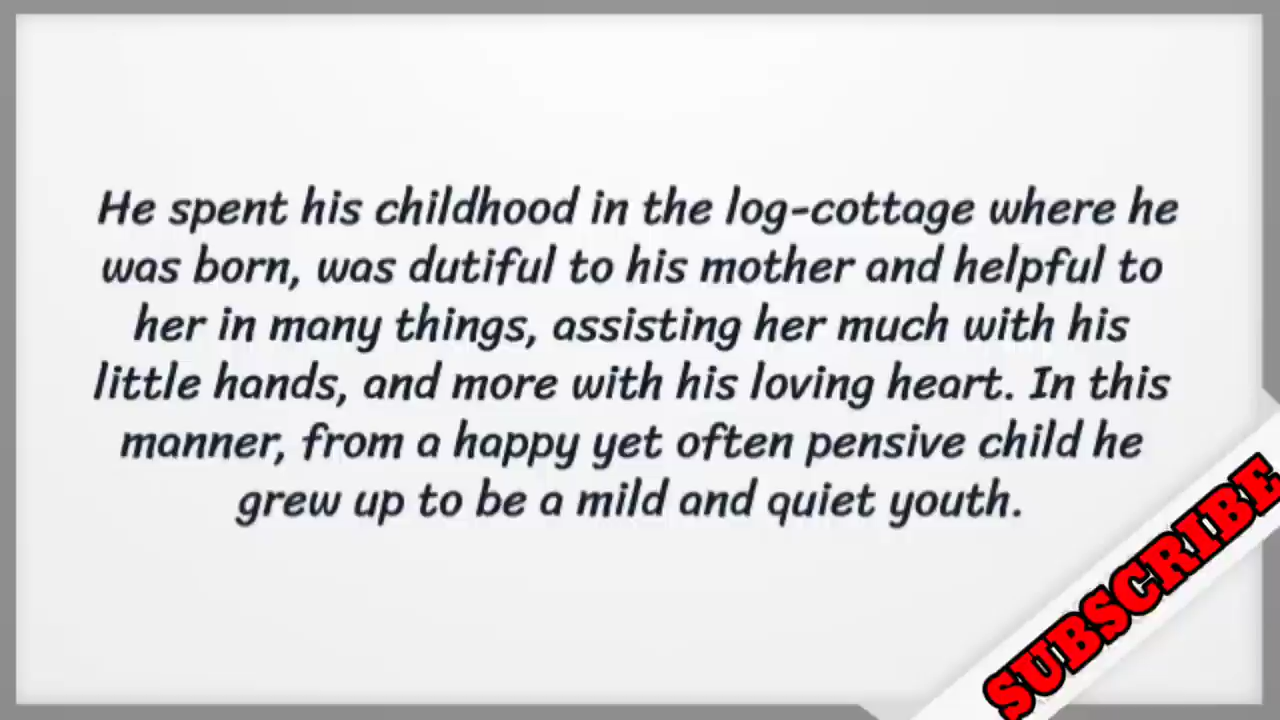 He spent his childhood in the log-cottage where he
was born, was dutiful to his mother and helpful to
her in many things, assisting her much with his
little hands, and more with his loving heart. In this
manner, from a happy yet often pensive child he
grew up to be a mild and quiet youth.
SUBSCRIBE